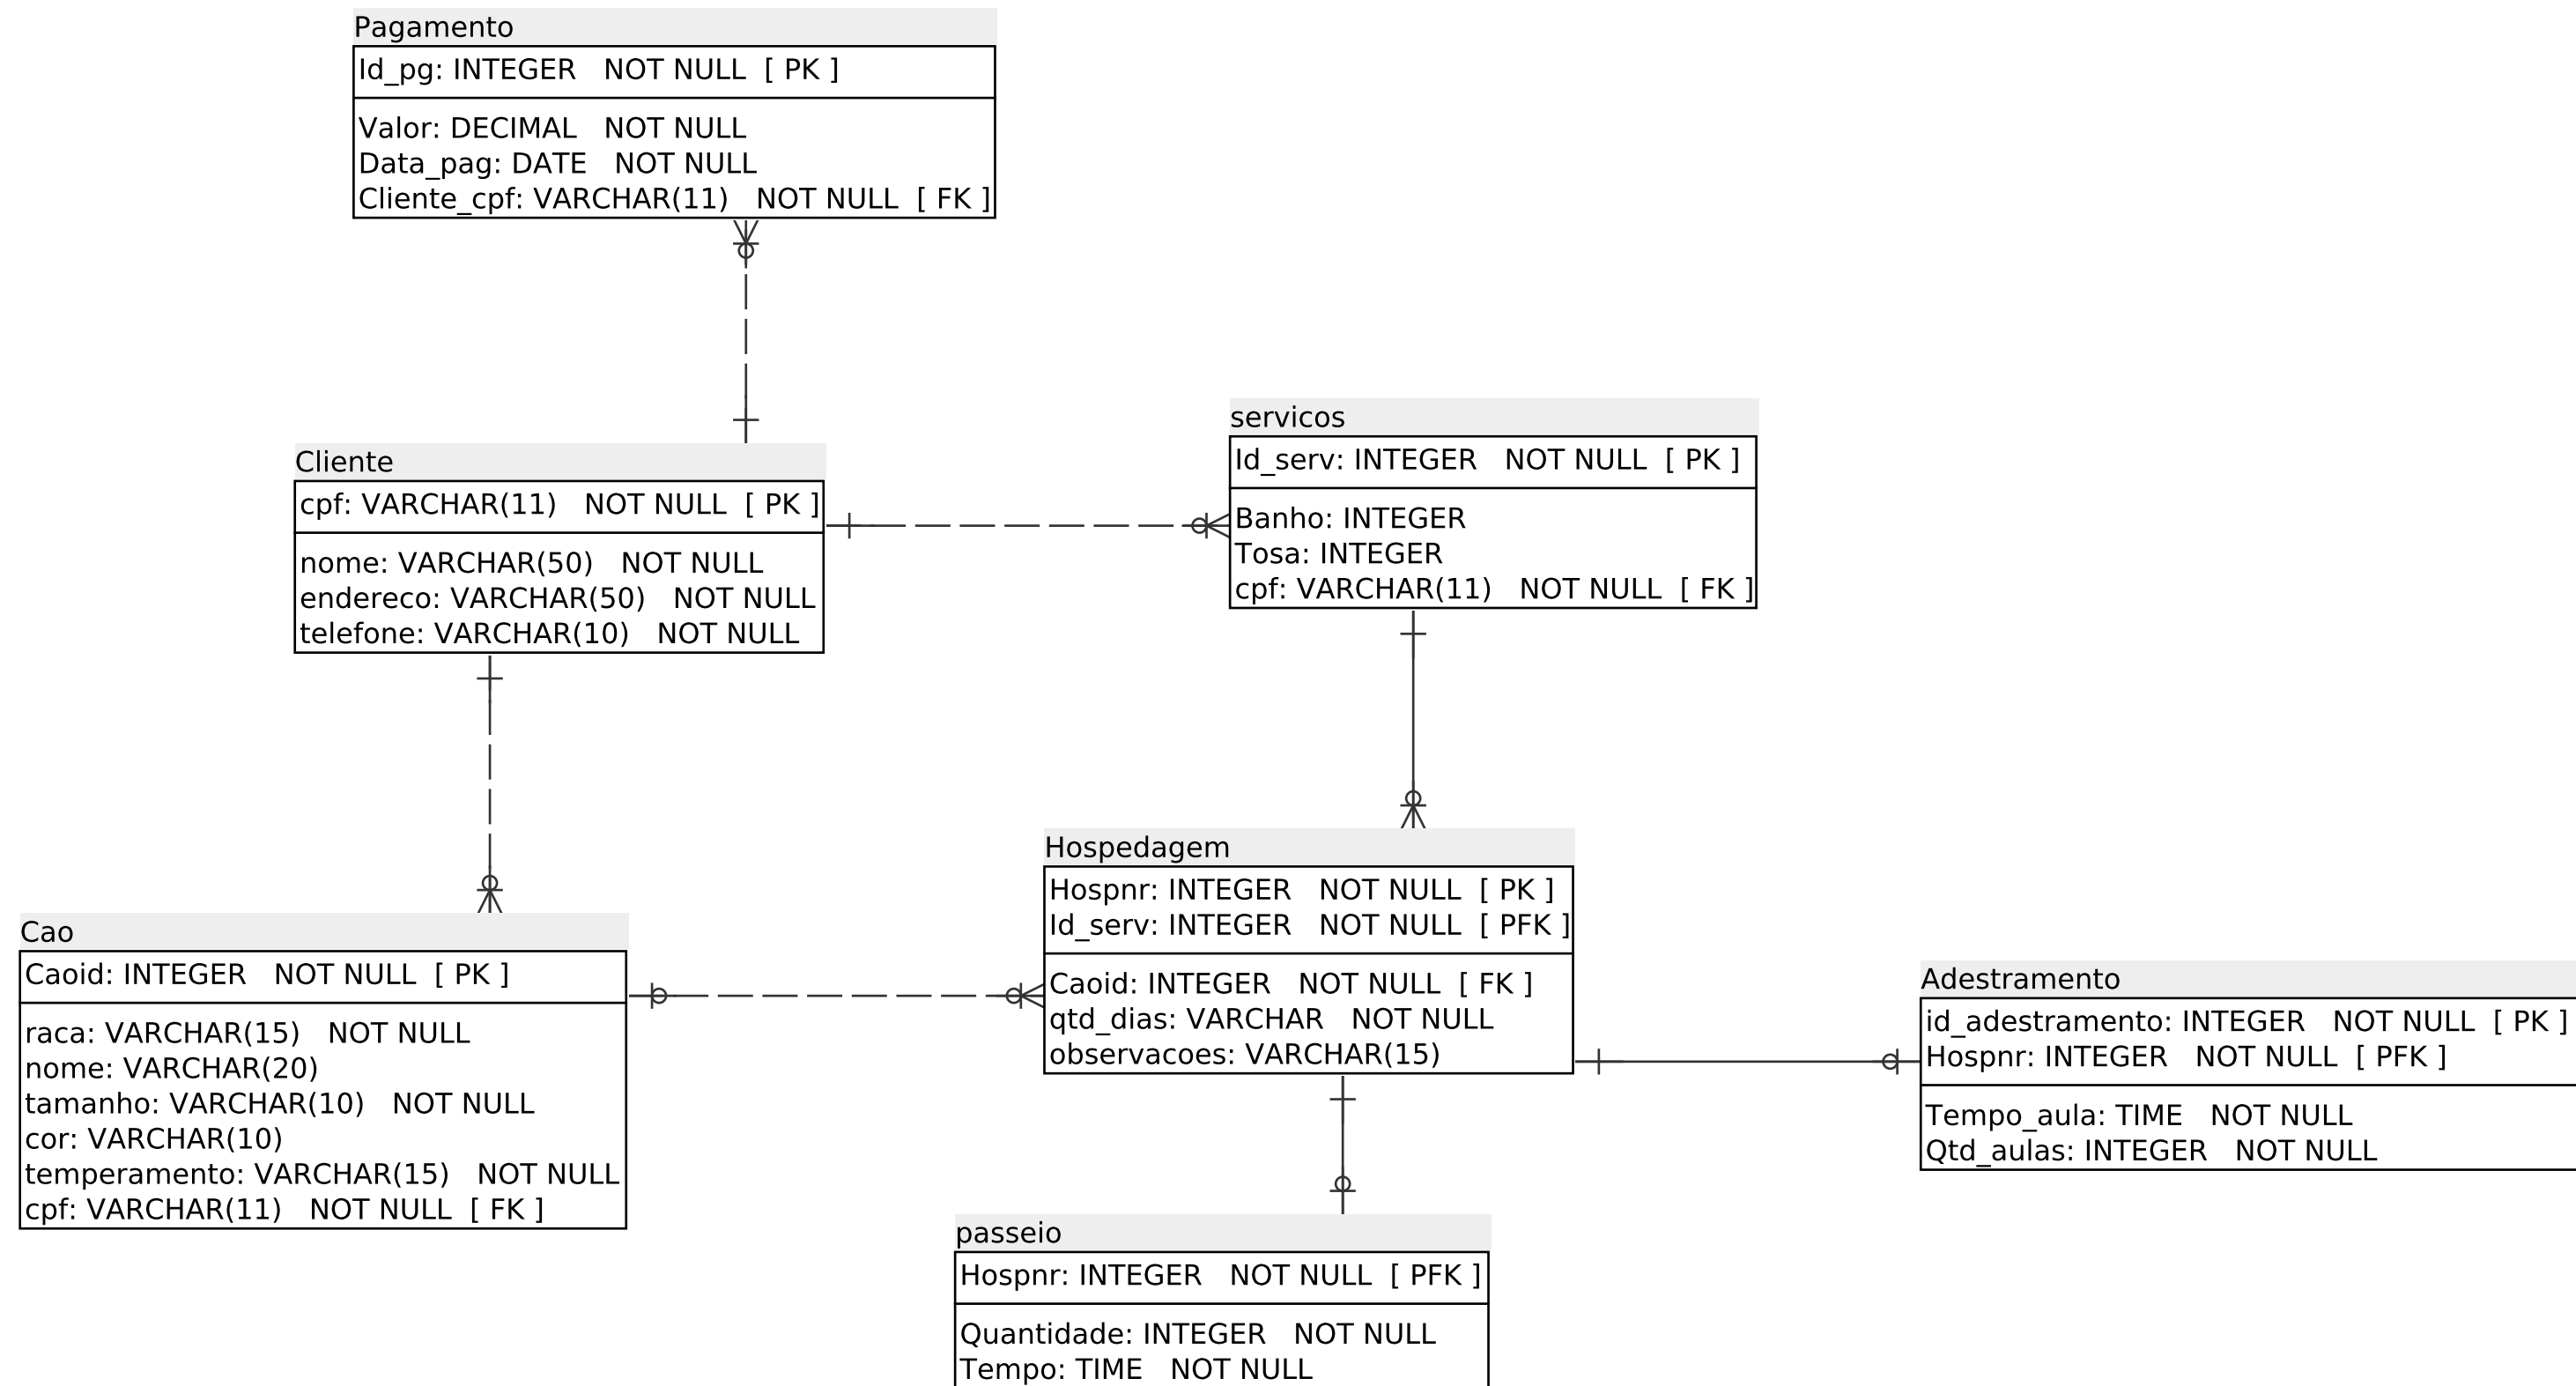 Pagamento
Id_pg: INTEGER NOT NULL [ PK ]
Valor: DECIMAL NOT NULL
Data_pag: DATE NOT NULL
Cliente_cpf: VARCHAR(11) NOT NULL [ FK ]
Cliente
cpf: VARCHAR(11) NOT NULL [ PK ]
nome: VARCHAR(50) NOT NULL
endereco: VARCHAR(50) NOT NULL
telefone: VARCHAR(10) NOT NULL
servicos
Id_serv: INTEGER NOT NULL [ PK ]
Banho: INTEGER
Tosa: INTEGER
cpf: VARCHAR(11) NOT NULL [ FK ]
Cao
Caoid: INTEGER NOT NULL [ PK ]
raca: VARCHAR(15) NOT NULL
nome: VARCHAR(20)
tamanho: VARCHAR(10) NOT NULL
cor: VARCHAR(10)
temperamento: VARCHAR(15) NOT NULL
cpf: VARCHAR(11) NOT NULL [ FK ]
Hospedagem
Hospnr: INTEGER NOT NULL [ PK ]
Id_serv: INTEGER NOT NULL [ PFK ]
Caoid: INTEGER NOT NULL [ FK ]
qtd_dias: VARCHAR NOT NULL
observacoes: VARCHAR(15)
Adestramento
id_adestramento: INTEGER NOT NULL [ PK ]
Hospnr: INTEGER NOT NULL [ PFK ]
Tempo_aula: TIME NOT NULL
Qtd_aulas: INTEGER NOT NULL
passeio
Hospnr: INTEGER NOT NULL [ PFK ]
Quantidade: INTEGER NOT NULL
Tempo: TIME NOT NULL